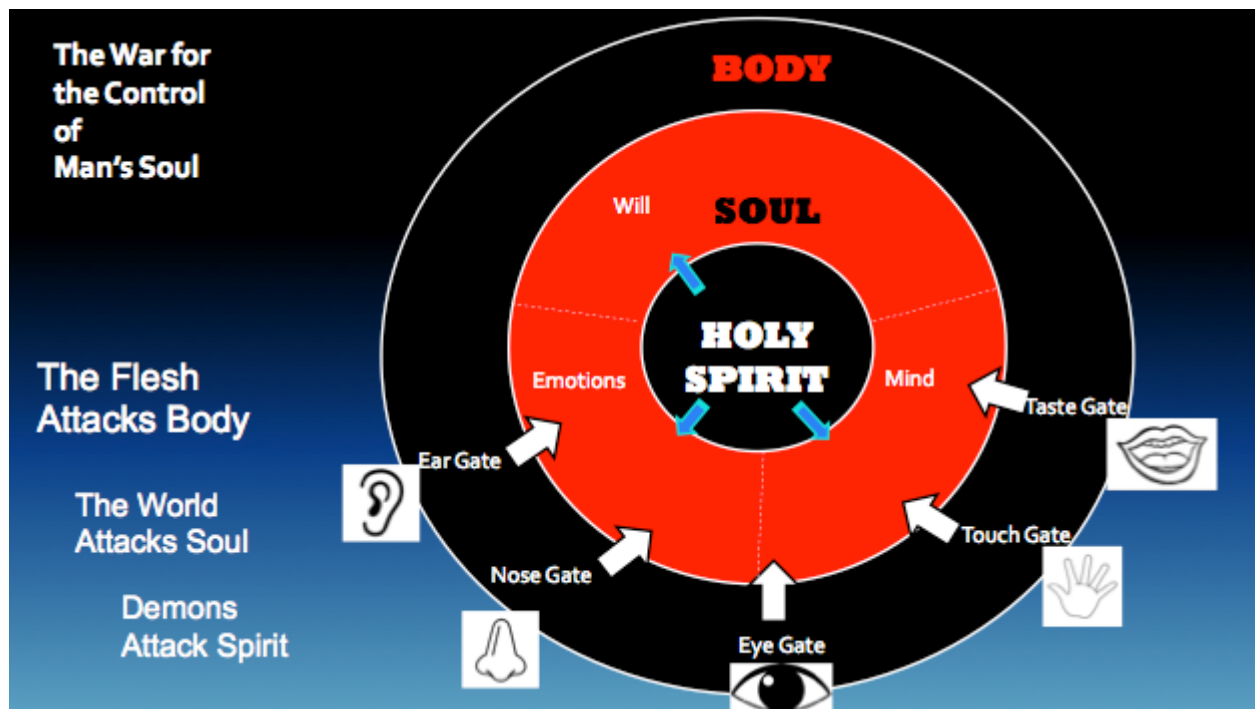 The War for
the Control
of
Man's Soul
BODY
Will
SOUL
HOLY
SPIRIT
Emotions
Mind
The Flesh
Attacks Body
Taste Gate
Ear Gate
The World
Attacks Soul
Touch Gate
Nose Gate
Demons
Attack Spirit
Eye Gate